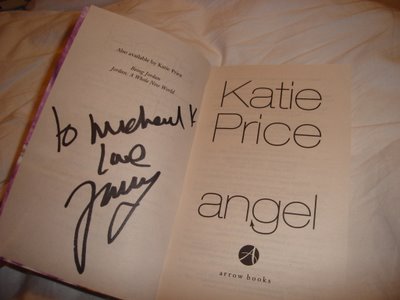 Also available by Katie Price
Being Jordan
Jordan: A Whole New World
to Michael K
Love
Katie
Price
angel
arrow books